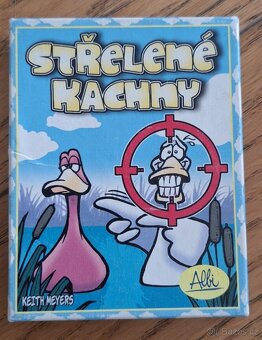 STŘELENÉ
KACHNY
KEITH MEYERS
Albi